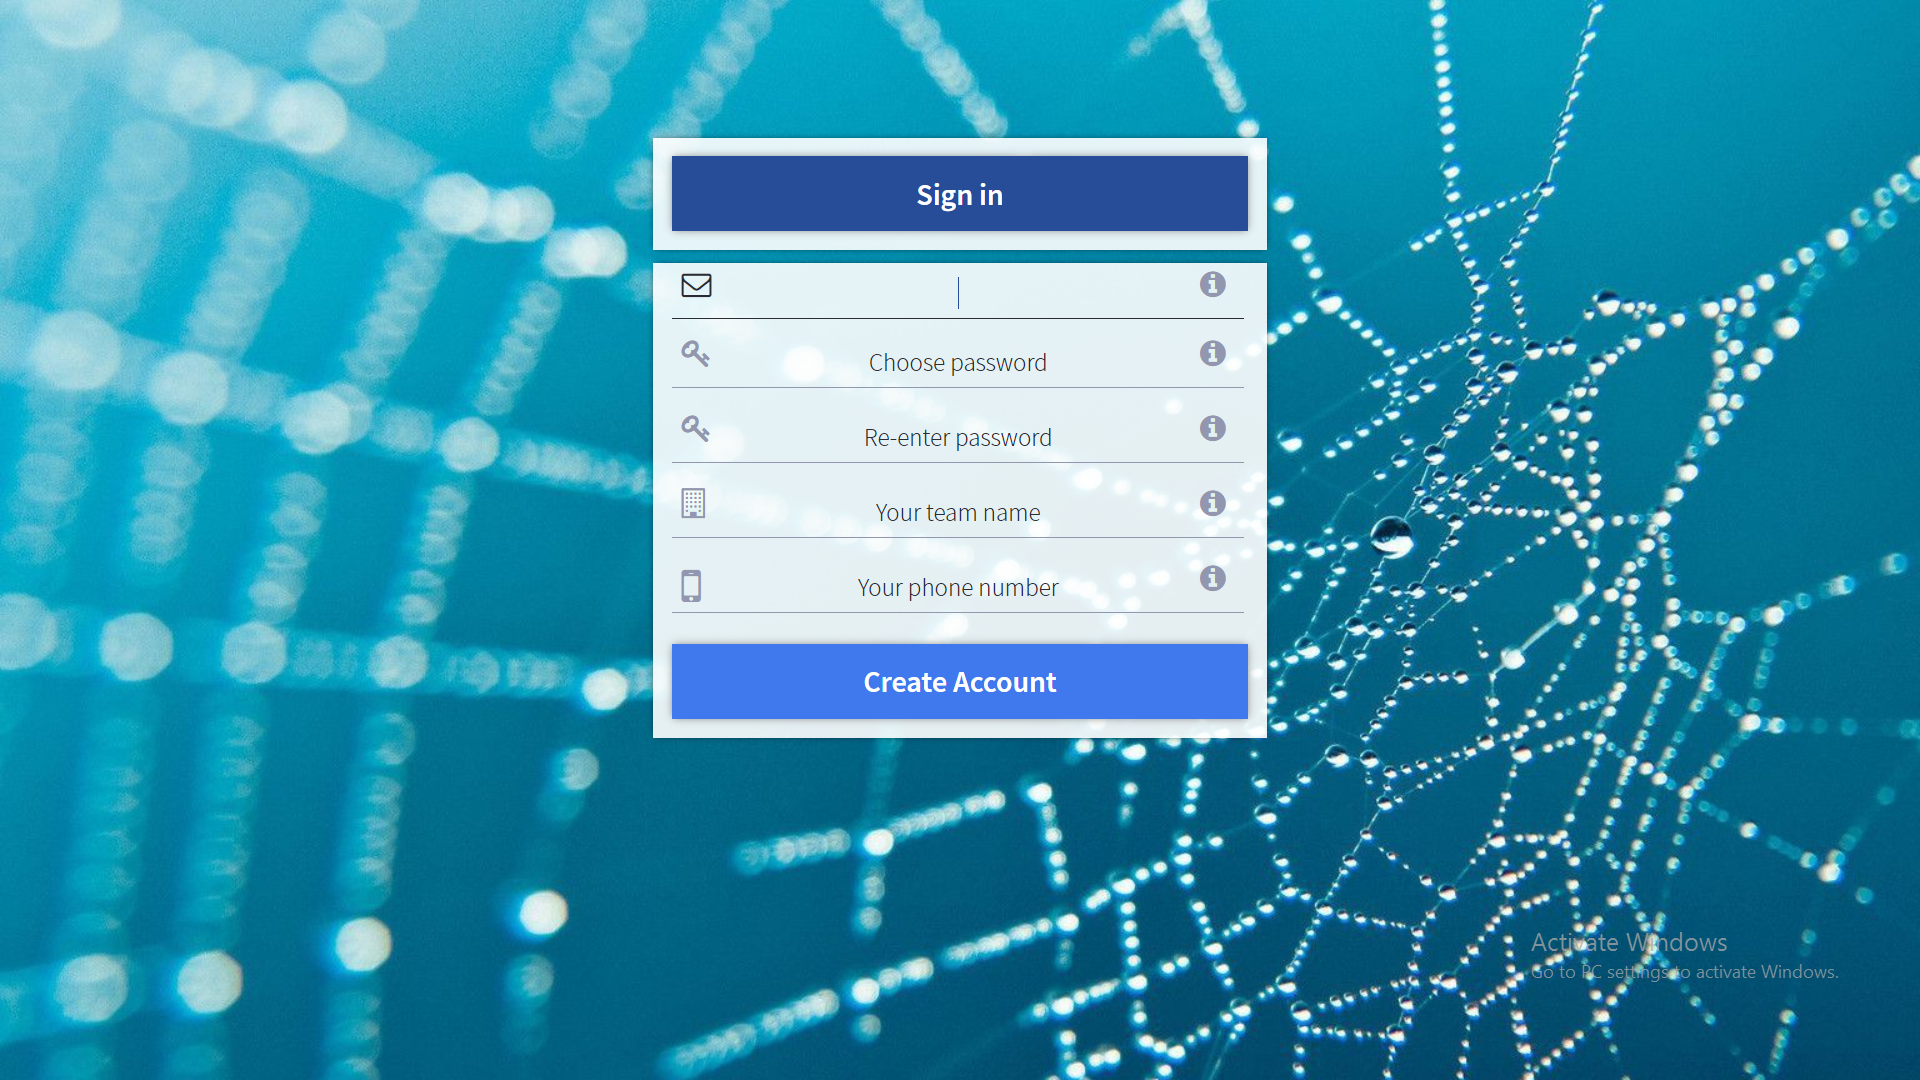 Sign in
Choose password
Re-enter password
Your team name
Your phone number
Create Account
Activate Windows
Go to PC settings to activate Windows.